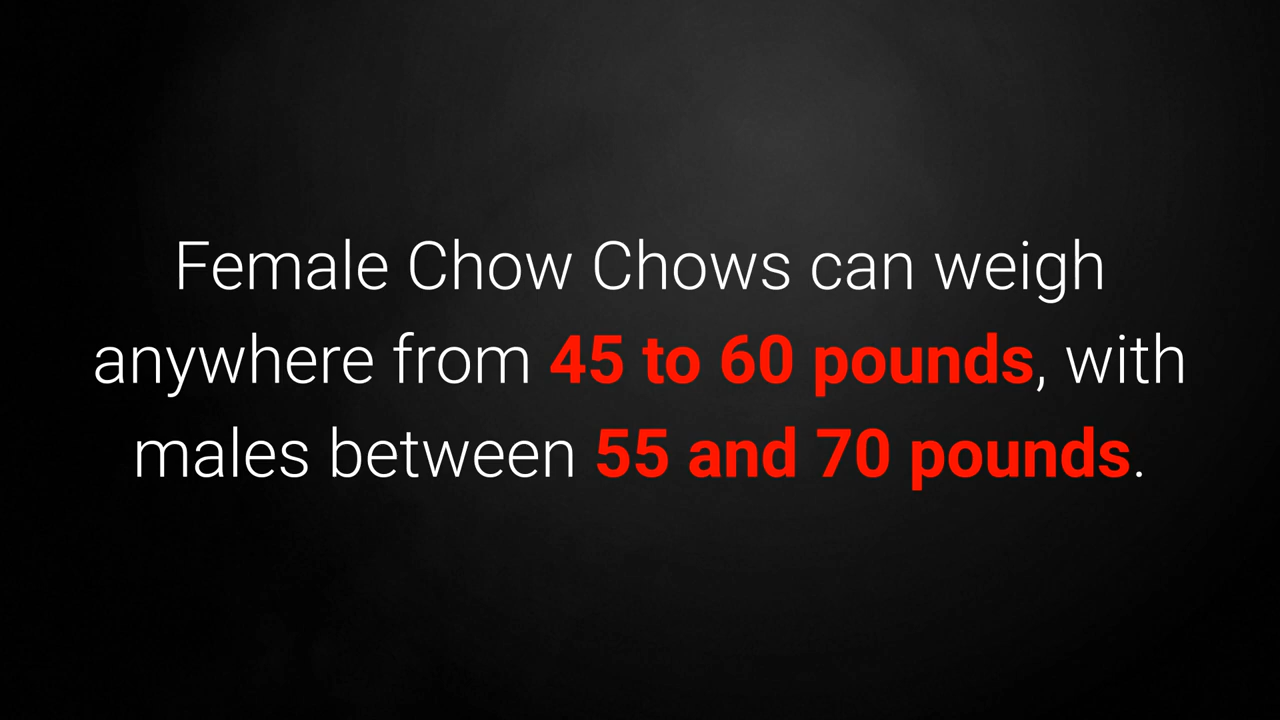 Female Chow Chows can weigh
anywhere from 45 to 60 pounds, with
males between 55 and 70 pounds.